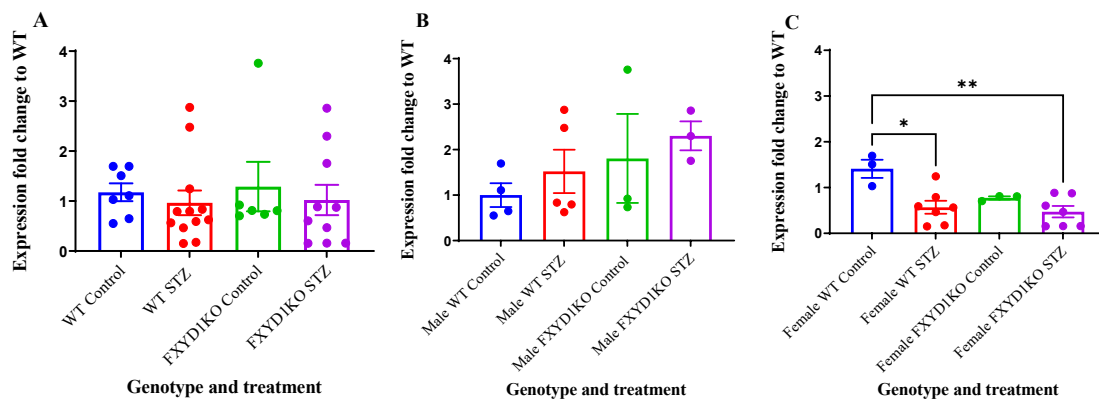 A
Expression fold change to WT
4
3
2
1
0
WT Control
WT STZ
FXYD1KO Control
FXYD1KO STZ
Genotype and treatment
B
Expression fold change to WT
4
3
2
1
0
Male WT Control
Male WT STZ
Male FXYD1KO Control
Male FXYD1KO STZ
Genotype and treatment
C
Expression fold change to WT
4
3
2
1
0
**
*
Female WT Control
Female WT STZ
Female FXYD1KO Control
Female FXYD1KO STZ
Genotype and treatment